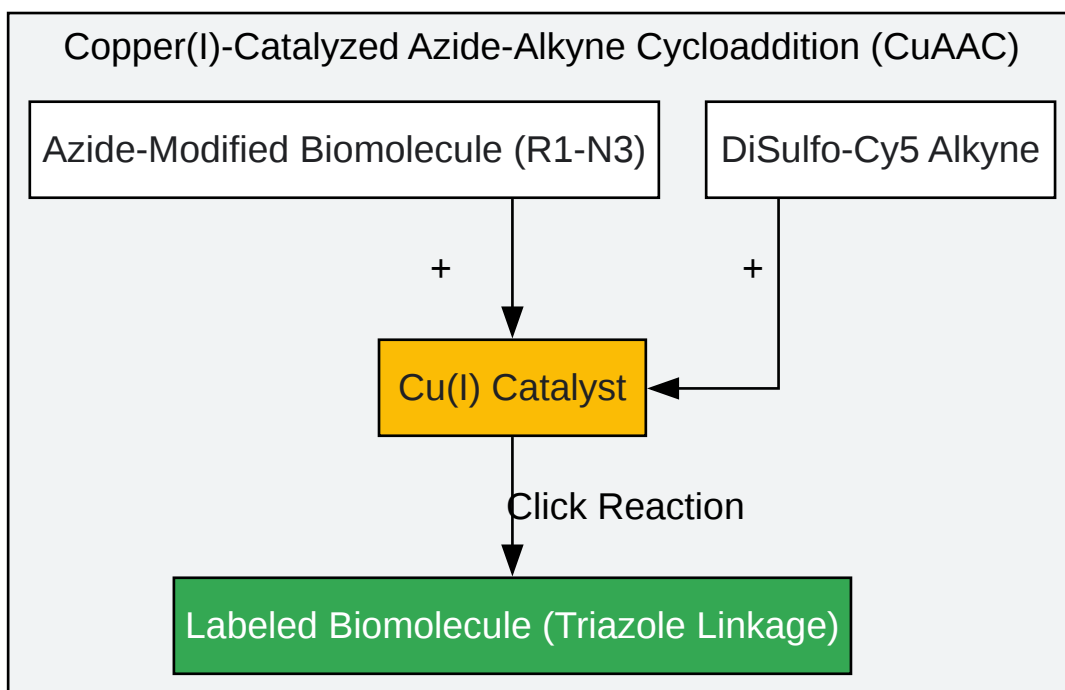 Copper(I)-Catalyzed Azide-Alkyne Cycloaddition (CuAAC)
Azide-Modified Biomolecule (R1-N3)
DiSulfo-Cy5 Alkyne
+
+
Cu(I) Catalyst
Click Reaction
Labeled Biomolecule (Triazole Linkage)